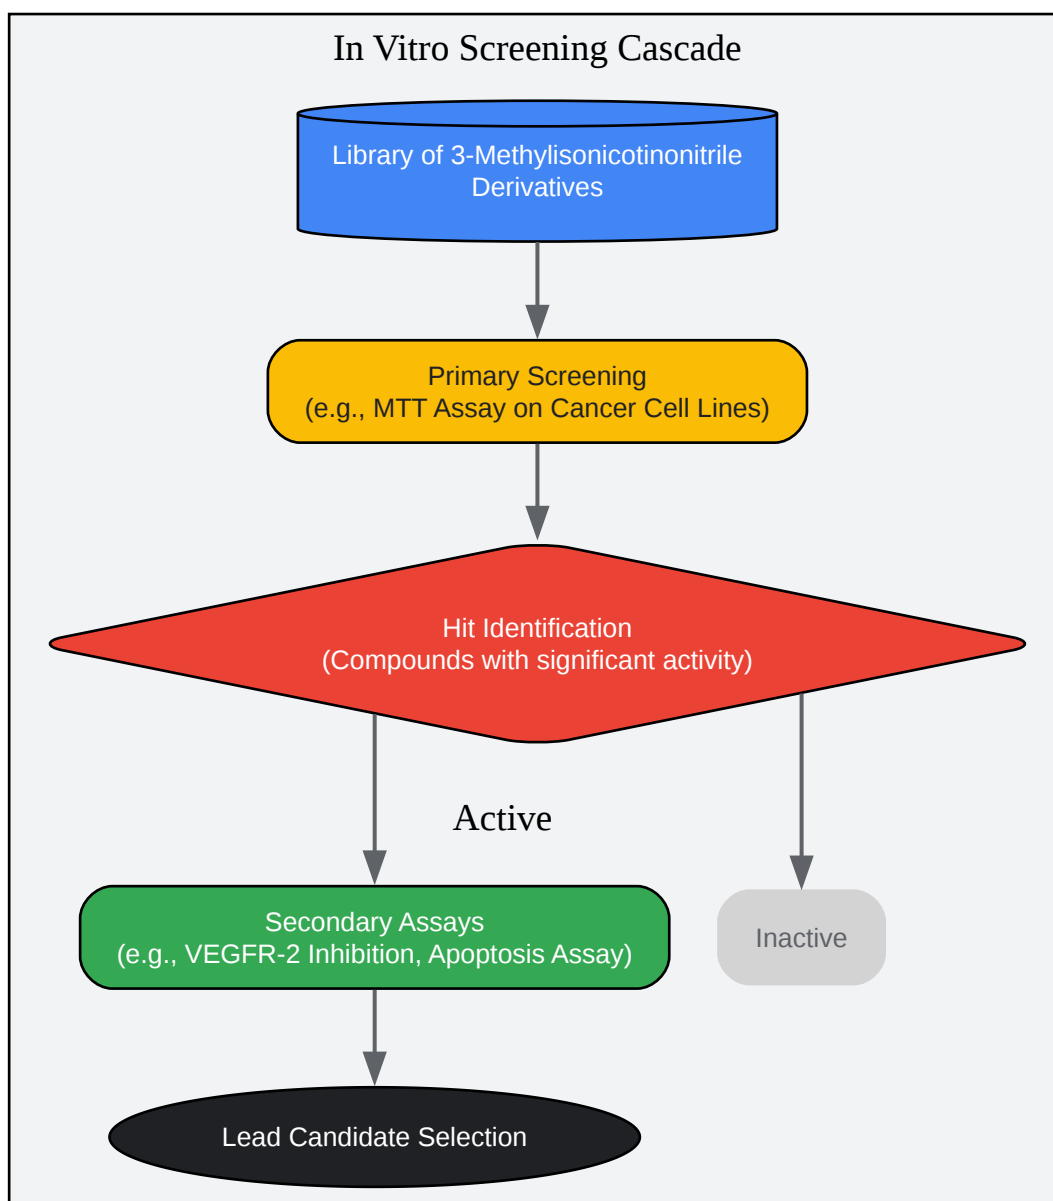 In Vitro Screening Cascade
Library of 3-Methylisonicotinonitrile
Derivatives
Primary Screening
(e.g., MTT Assay on Cancer Cell Lines)
Hit Identification
(Compounds with significant activity)
Active
Secondary Assays
(e.g., VEGFR-2 Inhibition, Apoptosis Assay)
Inactive
Lead Candidate Selection